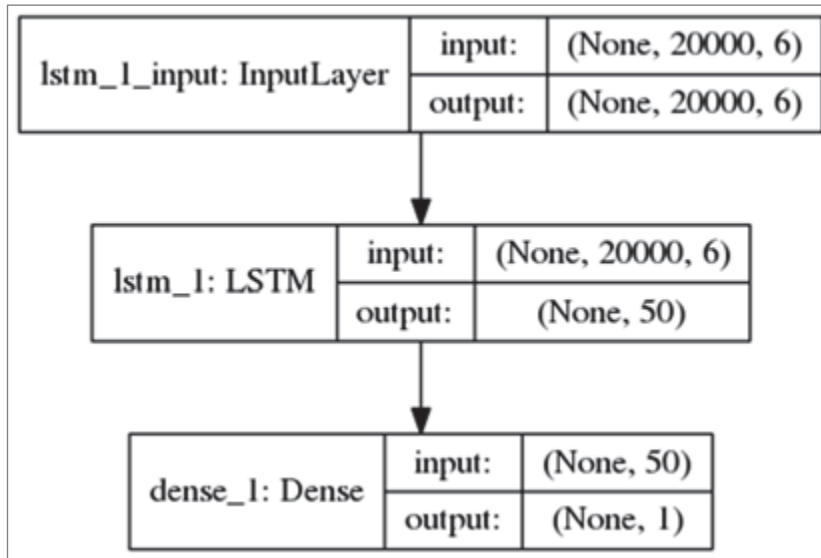 lstm_1_input: InputLayer
input: (None, 20000, 6)
output: (None, 20000, 6)
lstm_1: LSTM
input: (None, 20000, 6)
output: (None, 50)
dense_1: Dense
input: (None, 50)
output: (None, 1)